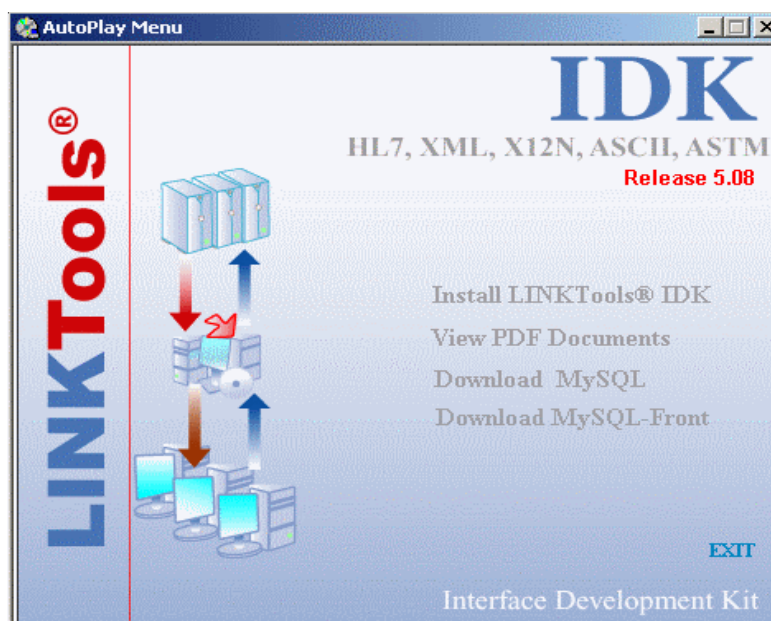 AutoPlay Menu
LINKTools®
IDK
HL7, XML, X12N, ASCII, ASTM
Release 5.08
Install LINKTools® IDK
View PDF Documents
Download MySQL
Download MySQL-Front
EXIT
Interface Development Kit